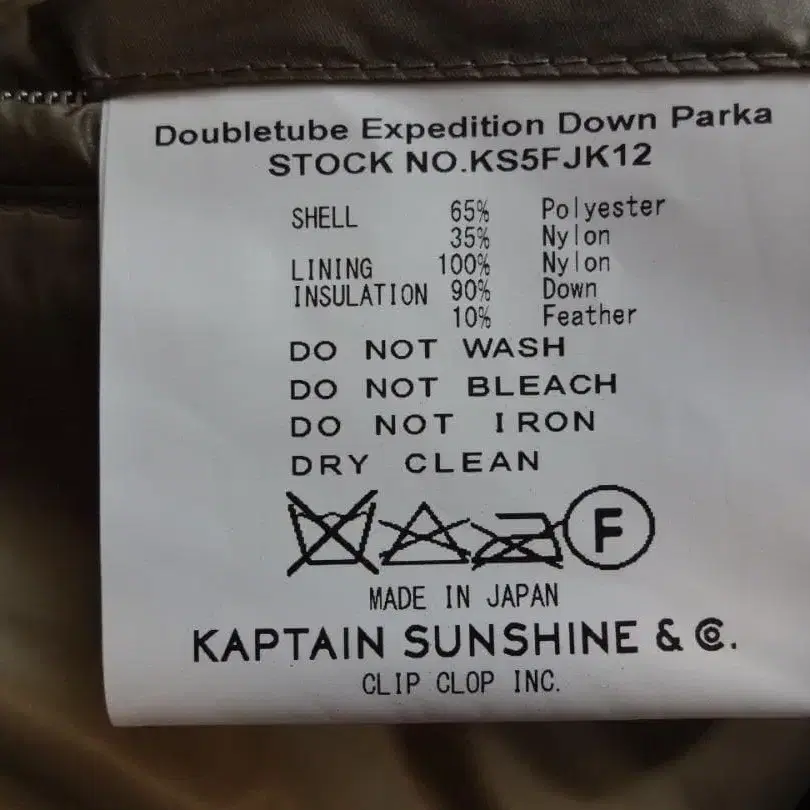 Doubletube Expedition Down Parka
STOCK NO.KS5FJK12
SHELL 65% Polyester
35% Nylon
LINING 100% Nylon
INSULATION 90% Down
10% Feather
DO NOT WASH
DO NOT BLEACH
DO NOT IRON
DRY CLEAN
F
MADE IN JAPAN
KAPTAIN SUNSHINE & Co.
CLIP CLOP INC.